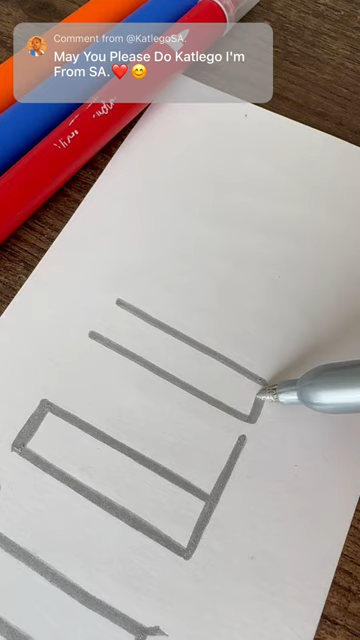 Comment from @KatlegoSA.
May You Please Do Katlego I'm
From SA.❤️😊